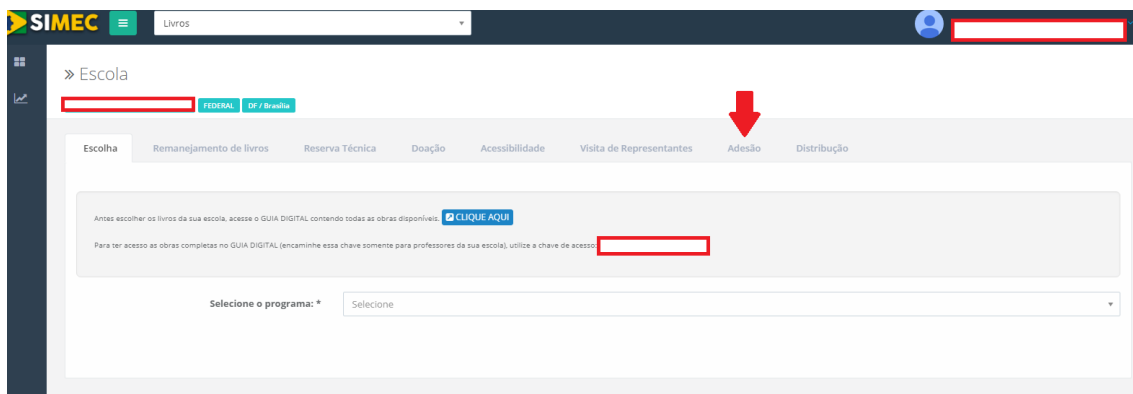 SIMEC Livros
» Escola
FEDERAL DF / Brasília
Escolha Remanejamento de livros Reserva Técnica Doação Acessibilidade Visita de Representantes Adesão Distribuição
Antes escolher os livros da sua escola, acesse o GUIA DIGITAL contendo todas as obras disponíveis. CLIQUE AQUI
Para ter acesso as obras completas no GUIA DIGITAL (encaminhe essa chave somente para professores da sua escola), utilize a chave de acesso:
Selecione o programa: * Selecione